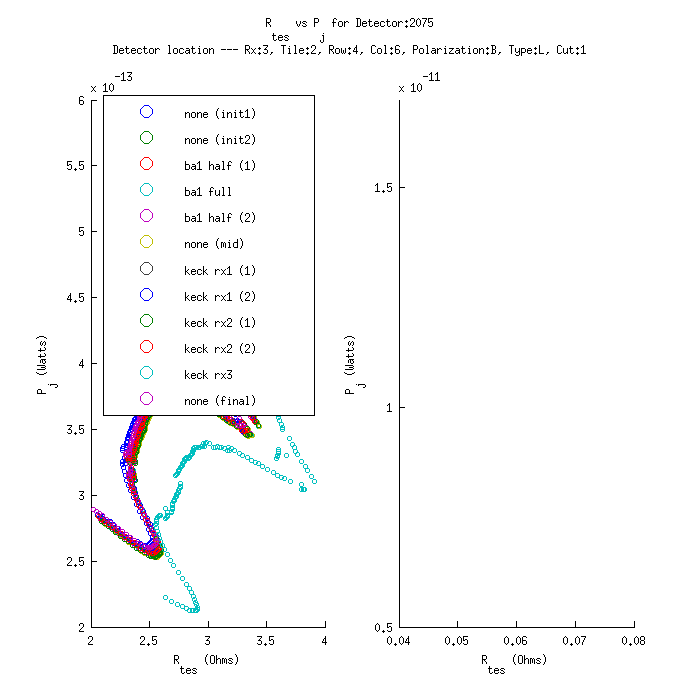 R tes vs P j for Detector:2075
Detector location --- Rx:3, Tile:2, Row:4, Col:6, Polarization:B, Type:L, Cut:1
x 10^-13
6
5.5
5
4.5
4
3.5
3
2.5
2
P j (Watts)
2 2.5 3 3.5 4
R tes (Ohms)
none (init1)
none (init2)
ba1 half (1)
ba1 full
ba1 half (2)
none (mid)
keck rx1 (1)
keck rx1 (2)
keck rx2 (1)
keck rx2 (2)
keck rx3
none (final)
x 10^-11
1.5
1
0.5
P j (Watts)
0.04 0.05 0.06 0.07 0.08
R tes (Ohms)